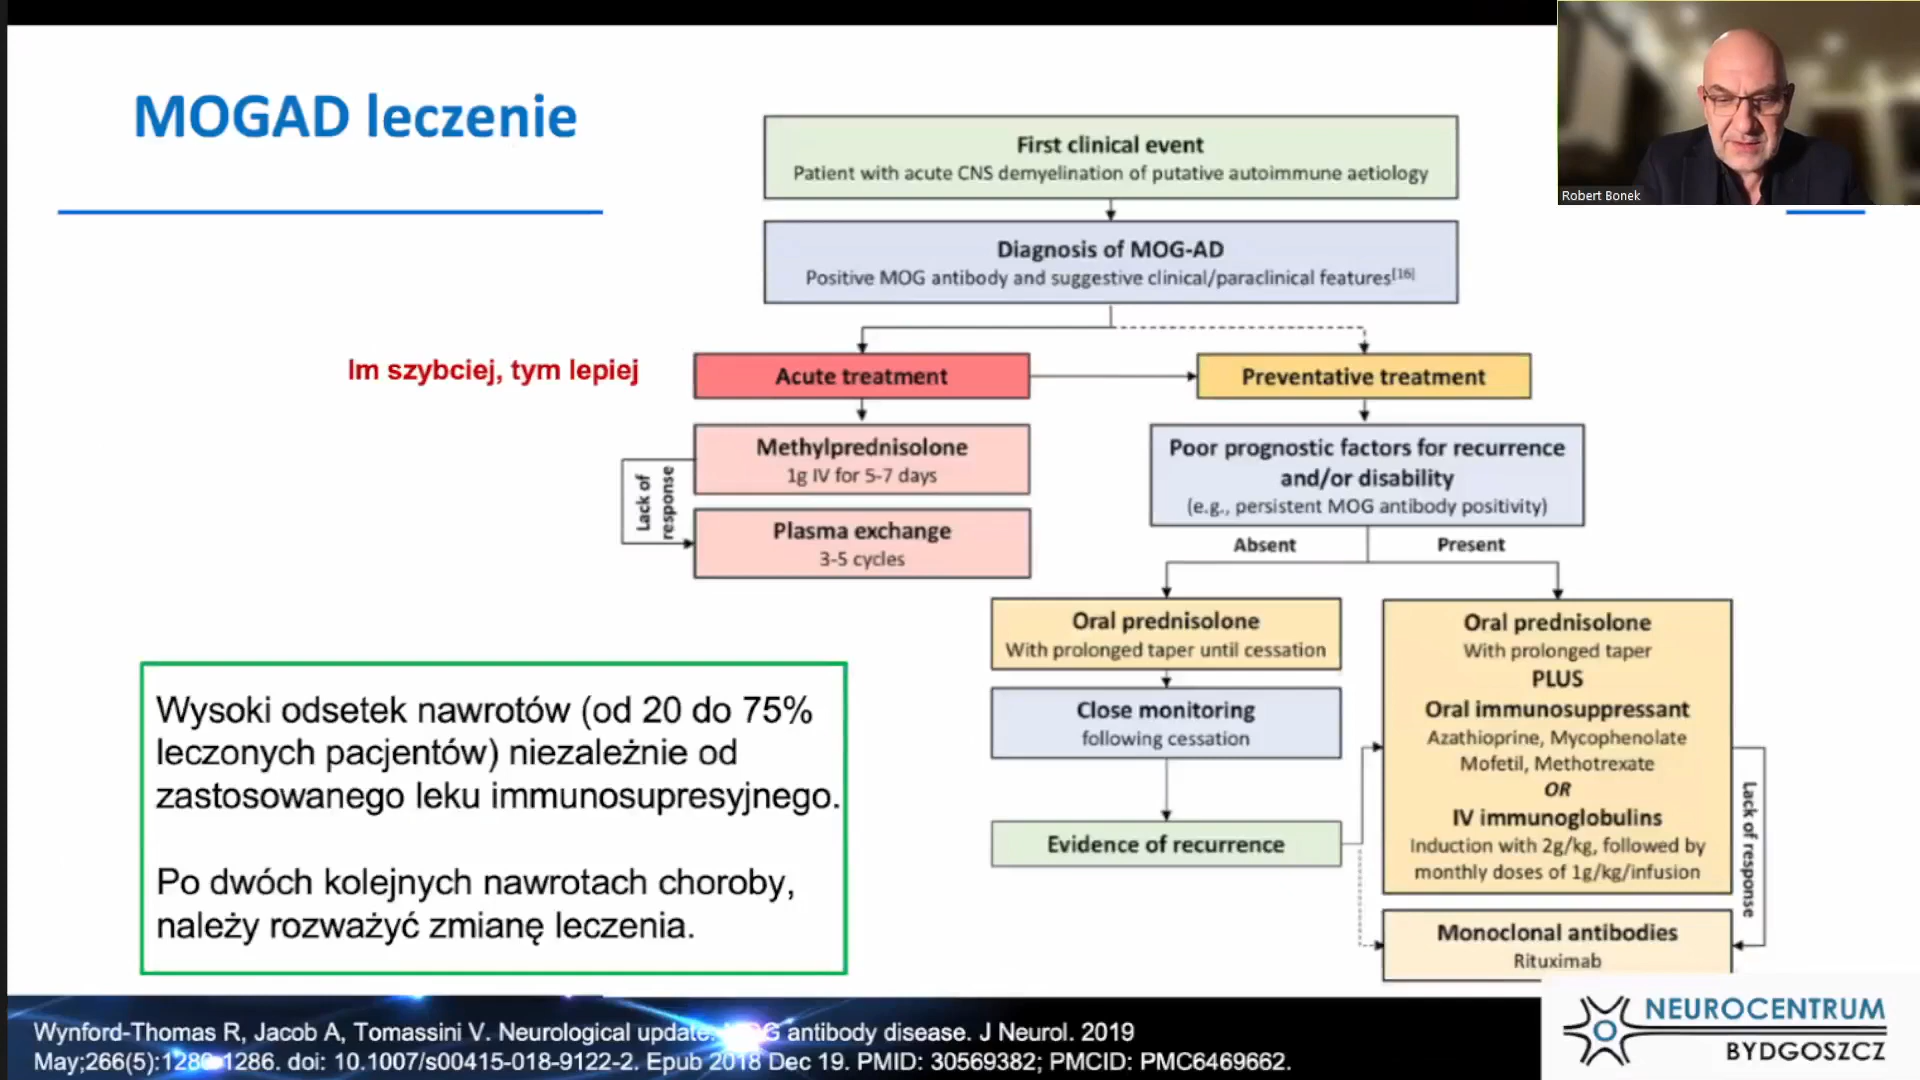 MOGAD leczenie
Robert Bonek
First clinical event
Patient with acute CNS demyelination of putative autoimmune aetiology
Diagnosis of MOG-AD
Positive MOG antibody and suggestive clinical/paraclinical features[16]
Im szybciej, tym lepiej
Acute treatment
Preventative treatment
Methylprednisolone
1g IV for 5-7 days
Lack of
response
Plasma exchange
3-5 cycles
Poor prognostic factors for recurrence
and/or disability
(e.g., persistent MOG antibody positivity)
Absent
Present
Oral prednisolone
With prolonged taper until cessation
Close monitoring
following cessation
Evidence of recurrence
Oral prednisolone
With prolonged taper
PLUS
Oral immunosuppressant
Azathioprine, Mycophenolate
Mofetil, Methotrexate
OR
IV immunoglobulins
Induction with 2g/kg, followed by
monthly doses of 1g/kg/infusion
Lack of response
Monoclonal antibodies
Rituximab
Wysoki odsetek nawrotów (od 20 do 75%
leczonych pacjentów) niezależnie od
zastosowanego leku immunosupresyjnego.
Po dwóch kolejnych nawrotach choroby,
należy rozważyć zmianę leczenia.
Wynford-Thomas R, Jacob A, Tomassini V. Neurological update: MOG antibody disease. J Neurol. 2019
May;266(5):1280-1286. doi: 10.1007/s00415-018-9122-2. Epub 2018 Dec 19. PMID: 30569382; PMCID: PMC6469662.
NEUROCENTRUM
BYDGOSZCZ